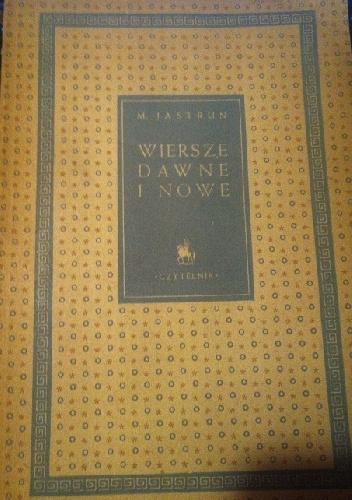 M. JASTRUN
WIERSZE
DAWNE
I NOWE
• CZYTELNIK •